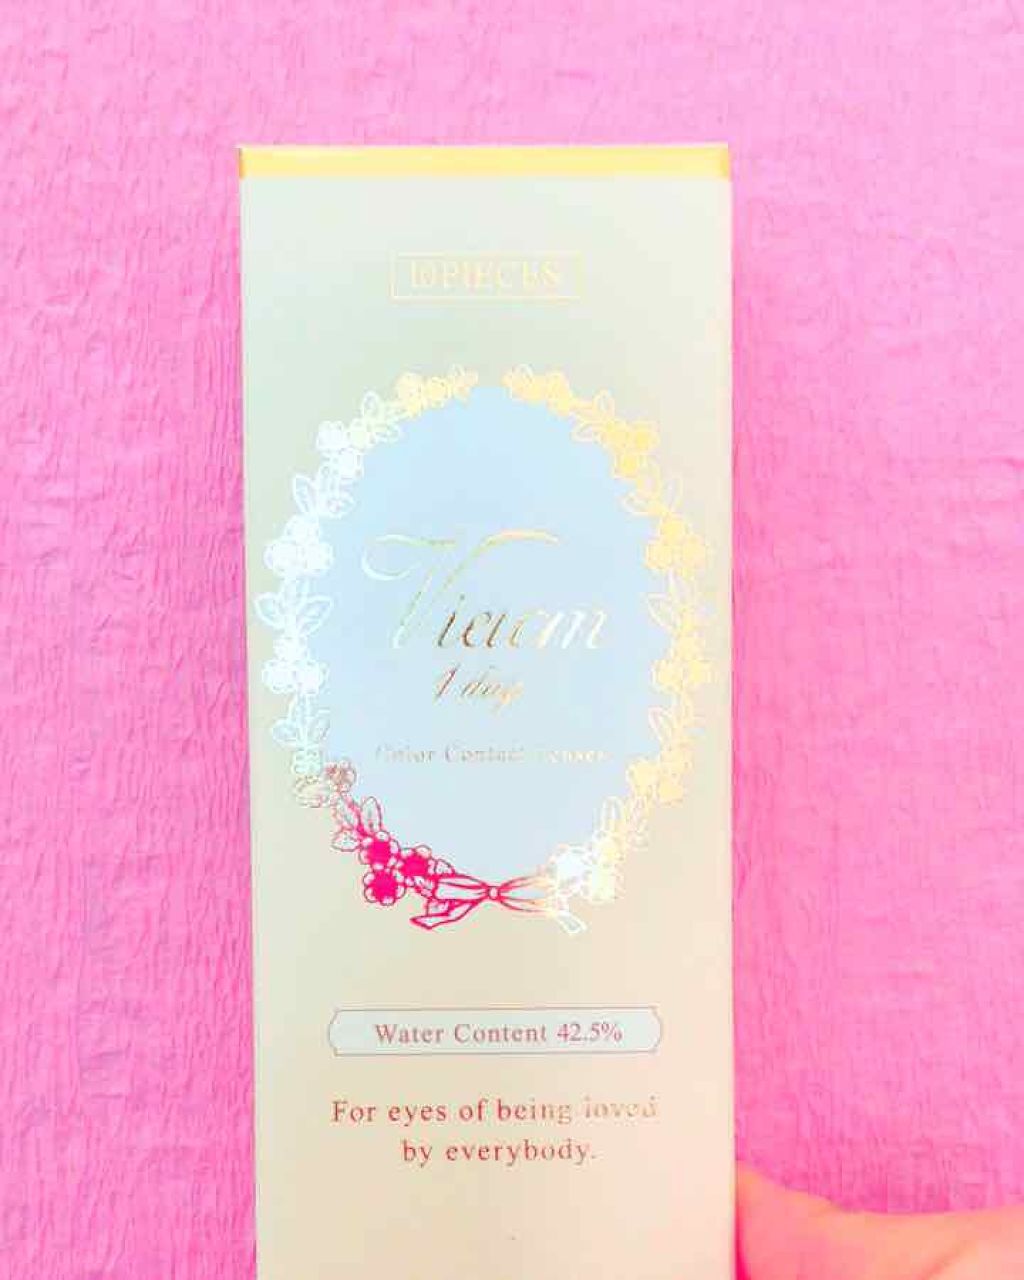 10PIECES
Viewm
1 day
Color Contact Lenses
Water Content 42.5%
For eyes of being loved
by everybody.